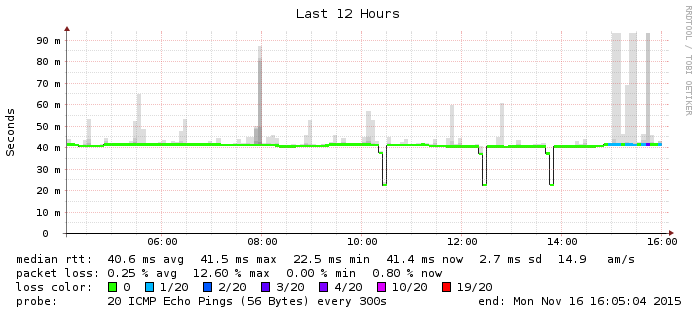 Last 12 Hours
RRDTOOL / TOBI OETIKER
Seconds
90 m
80 m
70 m
60 m
50 m
40 m
30 m
20 m
10 m
0
06:00 08:00 10:00 12:00 14:00 16:00
median rtt: 40.6 ms avg 41.5 ms max 22.5 ms min 41.4 ms now 2.7 ms sd 14.9 am/s
packet loss: 0.25 % avg 12.60 % max 0.00 % min 0.80 % now
loss color: 0 1/20 2/20 3/20 4/20 10/20 19/20
probe: 20 ICMP Echo Pings (56 Bytes) every 300s end: Mon Nov 16 16:05:04 2015